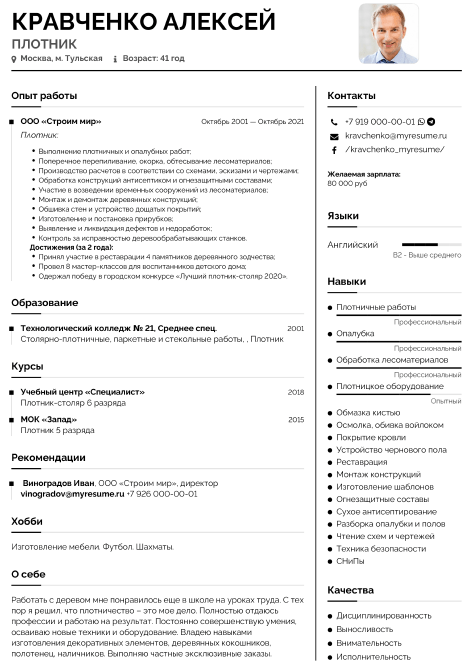 КРАВЧЕНКО АЛЕКСЕЙ
ПЛОТНИК
Москва, м. Тульская Возраст: 41 год
Опыт работы
ООО «Строим мир» Октябрь 2001 — Октябрь 2021
Плотник:
Выполнение плотничных и опалубных работ;
Поперечное перепиливание, окорка, обтесывание лесоматериалов;
Производство расчетов в соответствии со схемами, эскизами и чертежами;
Обработка конструкций антисептическим и огнезащитными составами;
Участие в возведении временных сооружений из лесоматериалов;
Монтаж и демонтаж деревянных конструкций;
Обшивка стен и устройство дощатых покрытий;
Изготовление и постановка прирубков;
Выявление и ликвидация дефектов и недоработок;
Контроль за исправностью деревообрабатывающих станков.
Достижения (за 2 года):
Принял участие в реставрации 4 памятников деревянного зодчества;
Провел 8 мастер-классов для воспитанников детского дома;
Одержал победу в городском конкурсе «Лучший плотник-столяр 2020».
Образование
Технологический колледж № 21, Среднее спец. 2001
Столярно-плотничные, паркетные и стекольные работы, , Плотник
Курсы
Учебный центр «Специалист» 2018
Плотник-столяр 6 разряда
МОК «Запад» 2015
Плотник 5 разряда
Рекомендации
Виноградов Иван, ООО «Строим мир», директор
vinogradov@myresume.ru +7 926 000-00-01
Хобби
Изготовление мебели. Футбол. Шахматы.
О себе
Работать с деревом мне понравилось еще в школе на уроках труда. С тех
пор я решил, что плотничество – это мое дело. Полностью отдаюсь
профессии и работаю на результат. Постоянно совершенствую умения,
осваиваю новые техники и оборудование. Владею навыками
изготовления декоративных элементов, деревянных кокошников,
полотенец, наличников. Выполняю частные эксклюзивные заказы.
Контакты
+7 919 000-00-01
kravchenko@myresume.ru
/kravchenko_myresume/
Желаемая зарплата:
80 000 руб
Языки
Английский
B2 - Выше среднего
Навыки
Плотничные работы
Профессиональный
Опалубка
Профессиональный
Обработка лесоматериалов
Профессиональный
Плотницкое оборудование
Опытный
Обмазка кистью
Осмолка, обивка войлоком
Покрытие кровли
Устройство чернового пола
Реставрация
Монтаж конструкций
Изготовление шаблонов
Огнезащитные составы
Сухое антисептирование
Разборка опалубки и полов
Чтение схем и чертежей
Техника безопасности
СНиПы
Качества
Дисциплинированность
Выносливость
Внимательность
Исполнительность